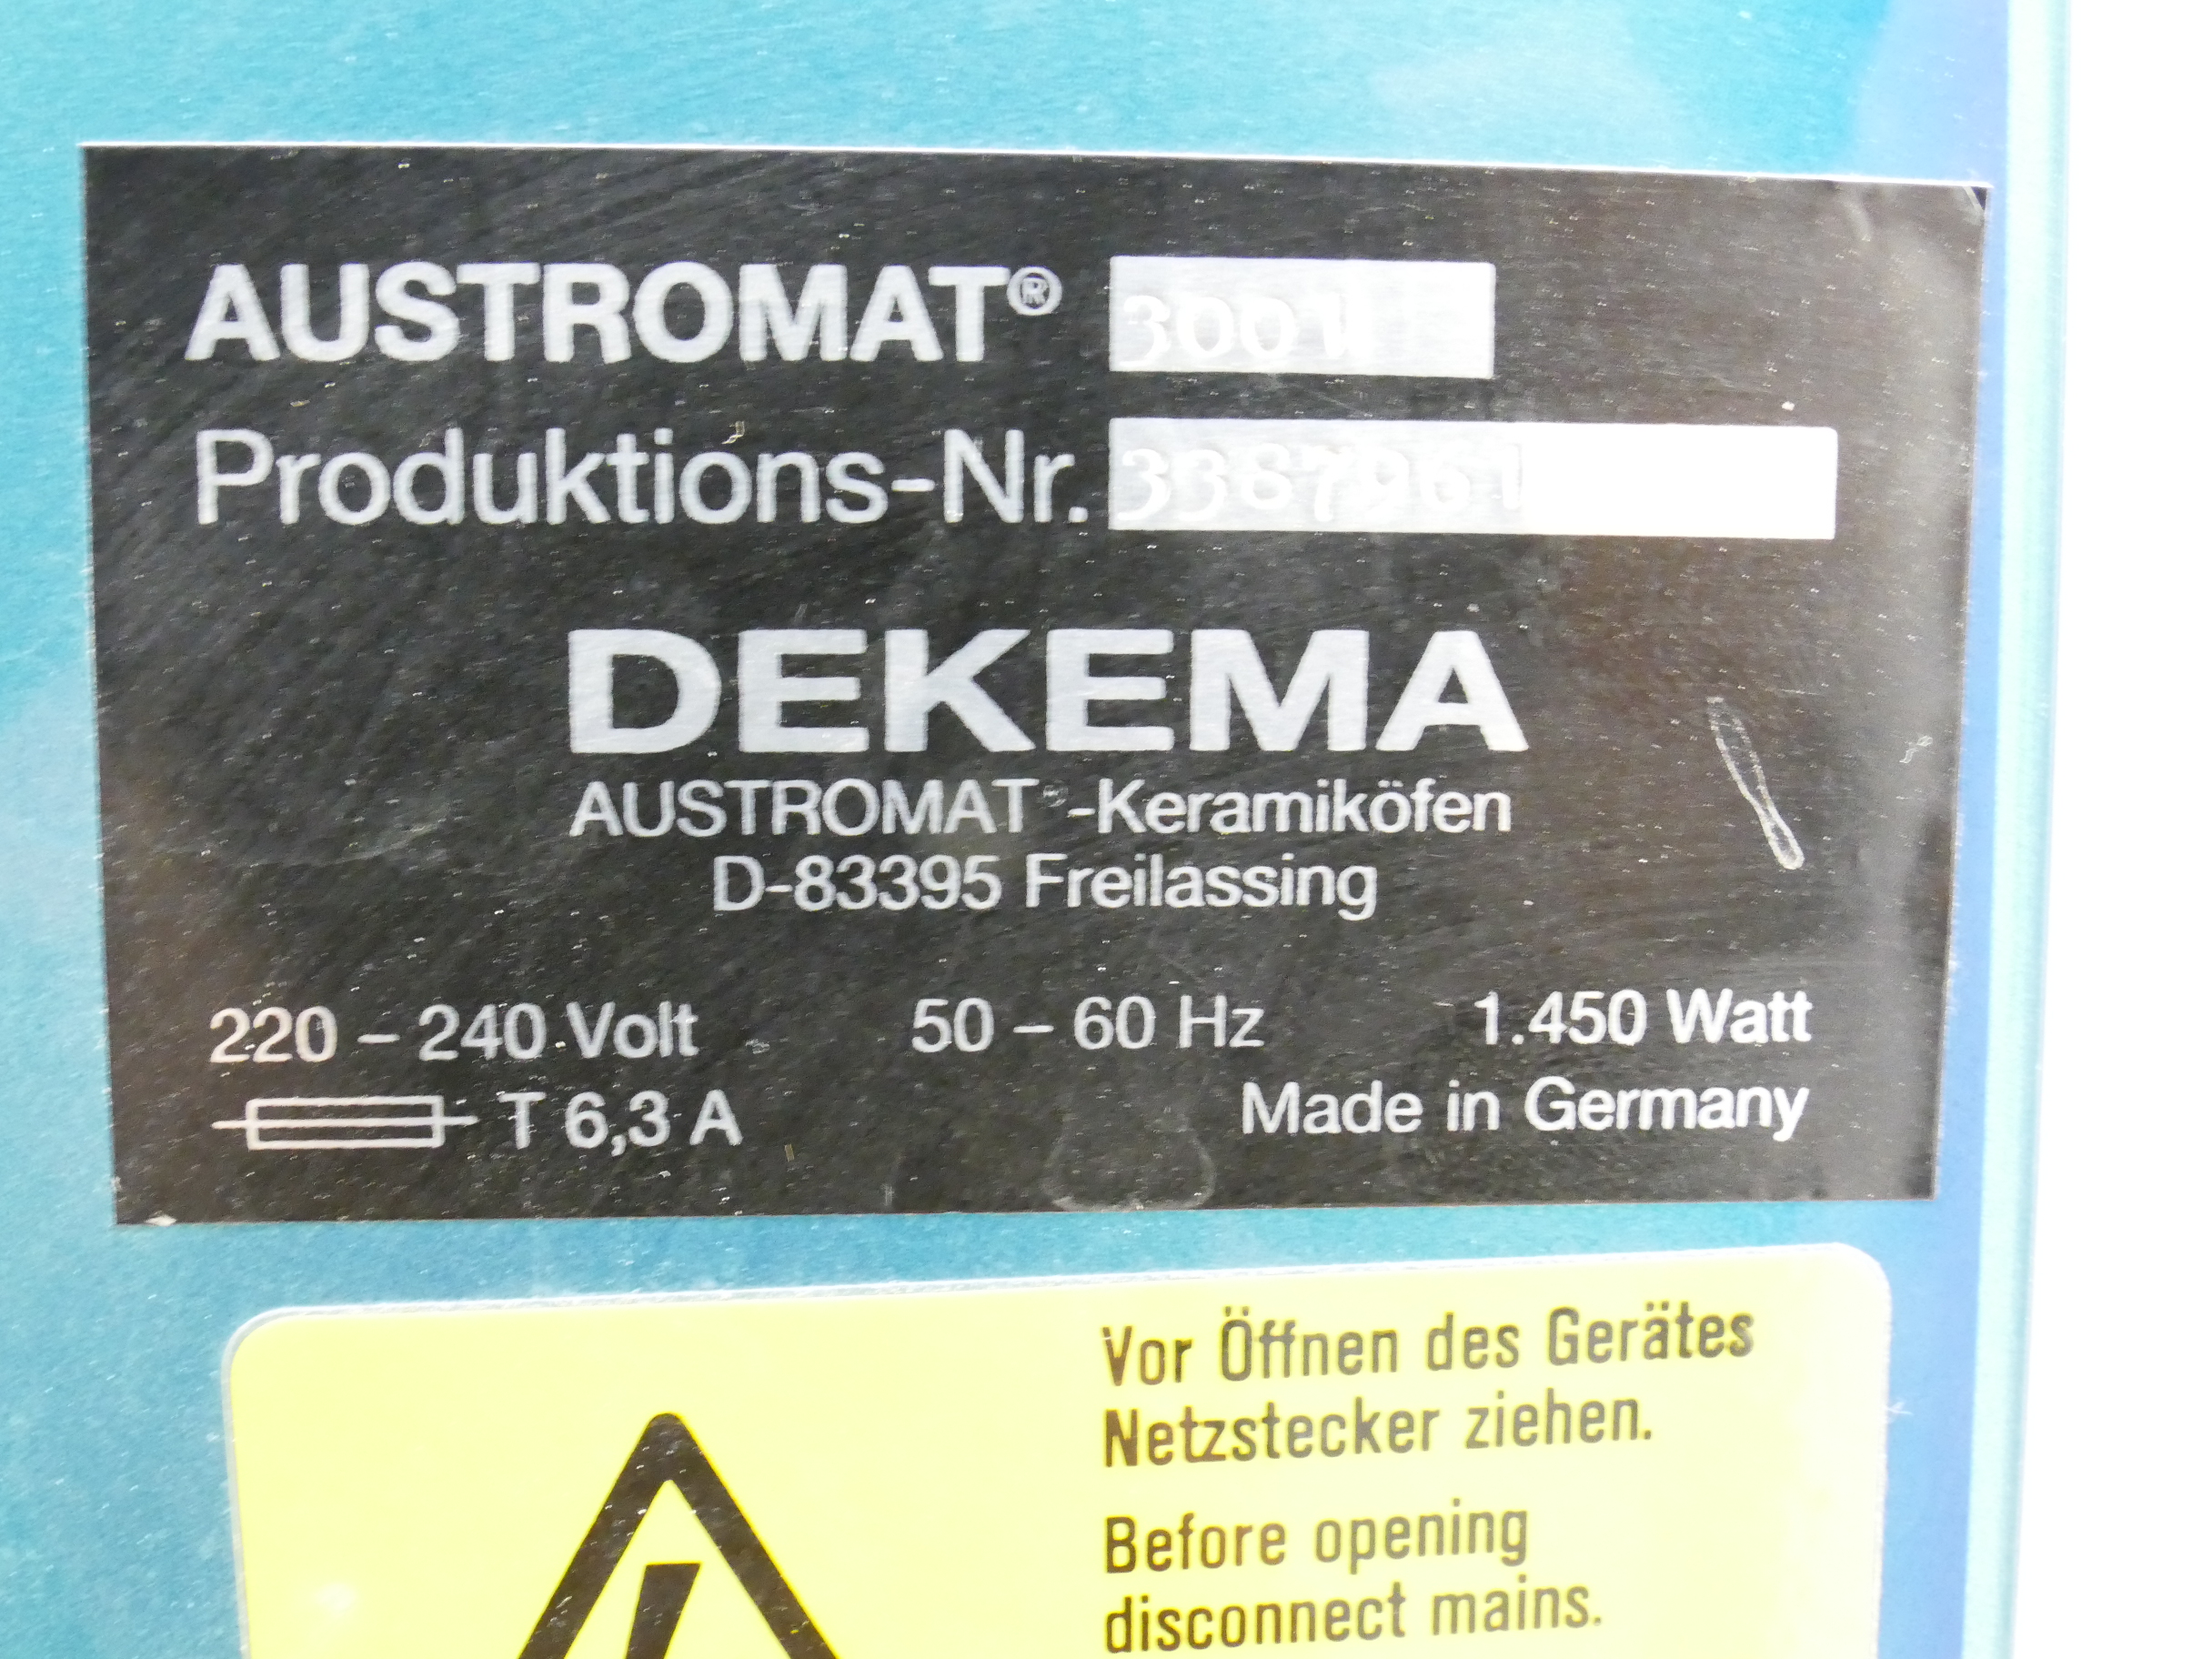 AUSTROMAT® 3001
Produktions-Nr.
DEKEMA
AUSTROMAT®-Keramiköfen
D-83395 Freilassing
220 – 240 Volt 50 – 60 Hz 1.450 Watt
T 6,3 A Made in Germany
Vor Öffnen des Gerätes
Netzstecker ziehen.
Before opening
disconnect mains.